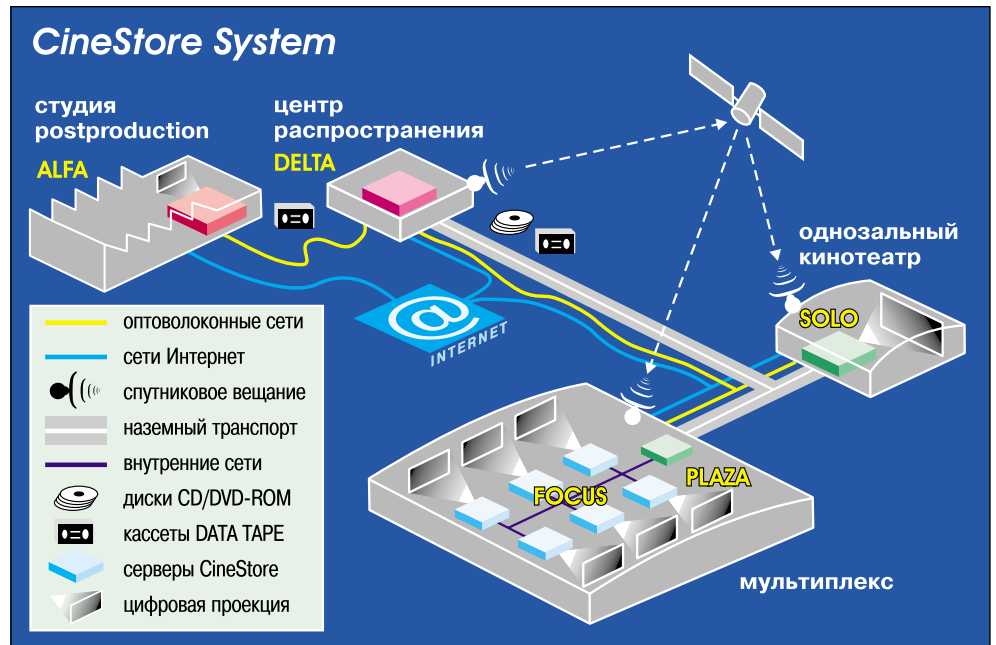 CineStore System
студия
postproduction
ALFA
центр
распространения
DELTA
однозальный
кинотеатр
SOLO
@
INTERNET
оптоволоконные сети
сети Интернет
спутниковое вещание
наземный транспорт
внутренние сети
диски CD/DVD-ROM
кассеты DATA TAPE
серверы CineStore
цифровая проекция
FOCUS
PLAZA
мультиплекс